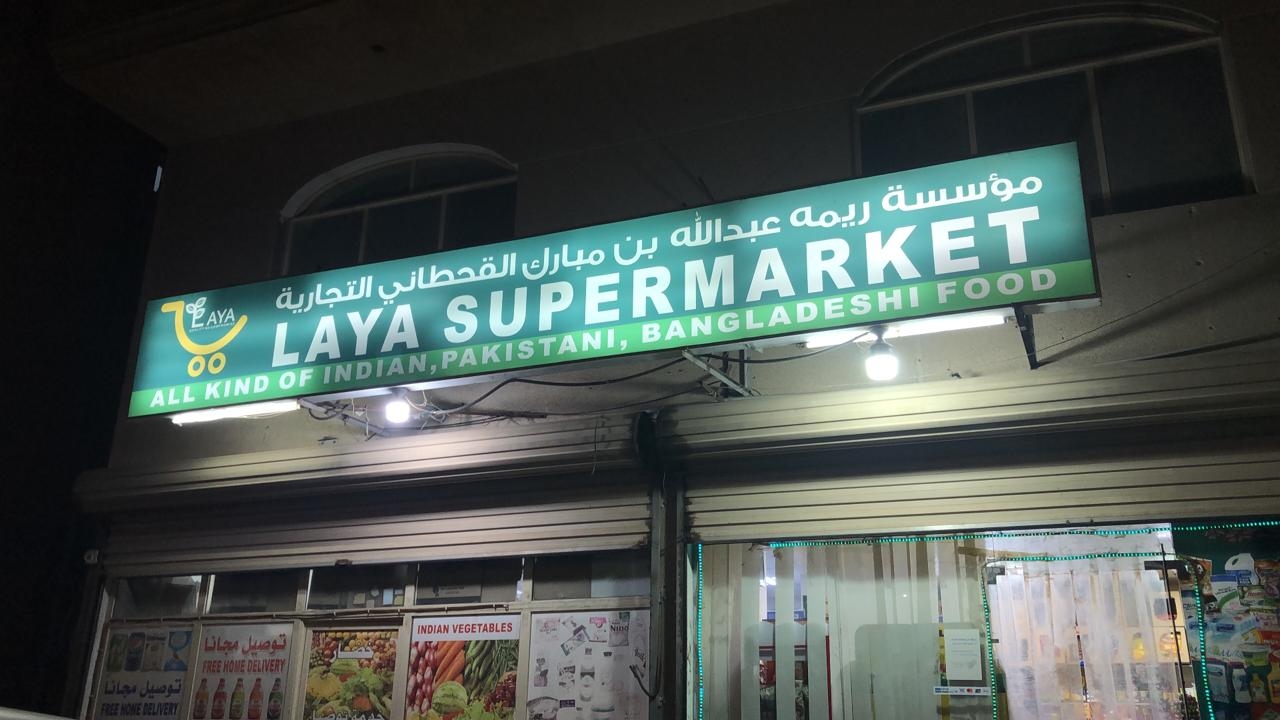 مؤسسة ريمه عبدالله بن مبارك القحطاني التجارية
LAYA
LAYA SUPERMARKET
ALL KIND OF INDIAN, PAKISTANI, BANGLADESHI FOOD
توصيل مجانا
FREE HOME DELIVERY
توصيل مجانا
FREE HOME DELIVERY
INDIAN VEGETABLES
NIDO